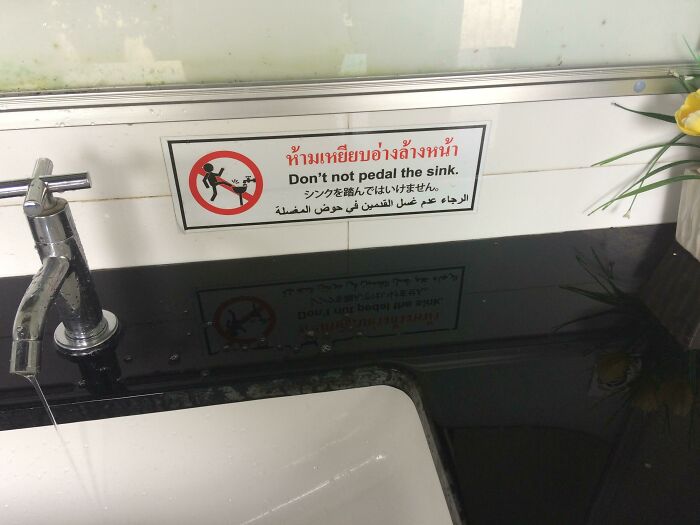 ห้ามเหยียบอ่างล้างหน้า
Don't not pedal the sink.
シンクを踏んではいけません。
الرجاء عدم غسل القدمين في حوض المغسلة